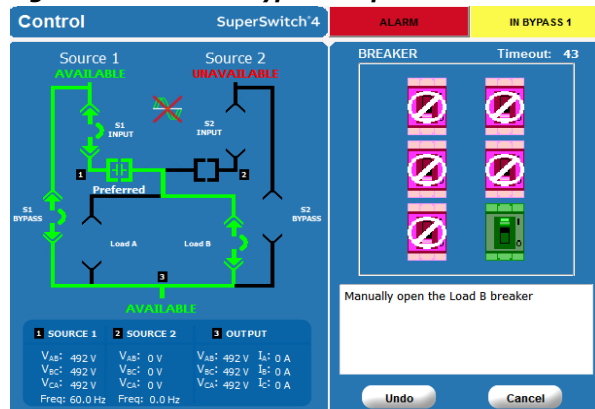 Control SuperSwitch®4 ALARM IN BYPASS 1
BREAKER Timeout: 43
Source 1 Source 2
AVAILABLE UNAVAILABLE
S1
INPUT
S2
INPUT
1 2
Preferred
S1
BYPASS
S2
BYPASS
Load A Load B
I
O
3
AVAILABLE
Manually open the Load B breaker
1 SOURCE 1 2 SOURCE 2 3 OUTPUT
VAB: 492 V VAB: 0 V VAB: 492 V IA: 0 A
VBC: 492 V VBC: 0 V VBC: 492 V IB: 0 A
VCA: 492 V VCA: 0 V VCA: 492 V IC: 0 A
Freq: 60.0 Hz Freq: 0.0 Hz
Undo Cancel